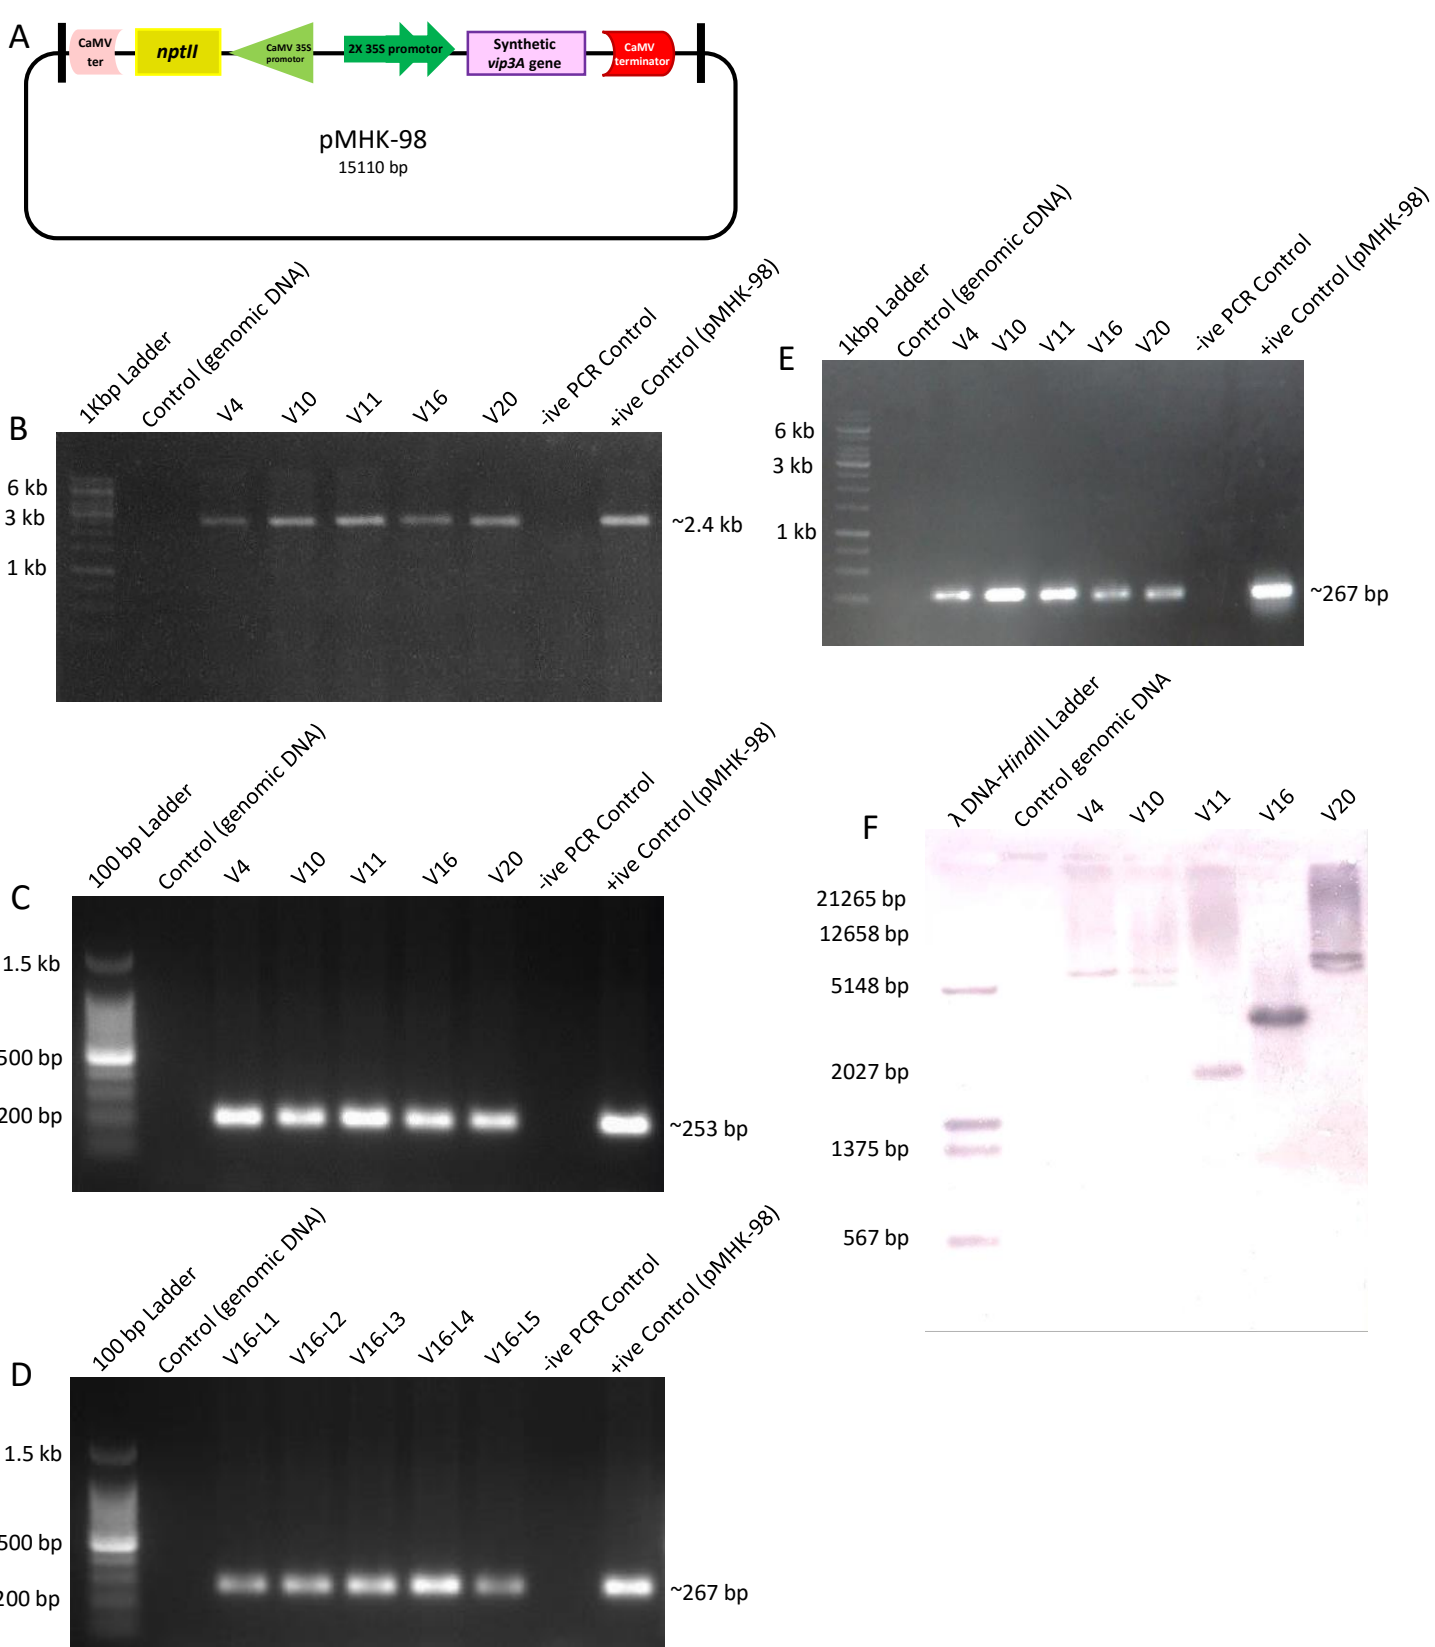 A
CaMV
ter
nptII
CaMV 35S
promotor
2X 35S promotor
Synthetic
vip3A gene
CaMV
terminator
pMHK-98
15110 bp
B
1Kbp Ladder
Control (genomic DNA)
V4
V10
V11
V16
V20
-ive PCR Control
+ive Control (pMHK-98)
6 kb
3 kb
1 kb
~2.4 kb
C
100 bp Ladder
Control (genomic DNA)
V4
V10
V11
V16
V20
-ive PCR Control
+ive Control (pMHK-98)
1.5 kb
500 bp
200 bp
~253 bp
D
100 bp Ladder
Control (genomic DNA)
V16-L1
V16-L2
V16-L3
V16-L4
V16-L5
-ive PCR Control
+ive Control (pMHK-98)
1.5 kb
500 bp
200 bp
~267 bp
E
1kbp Ladder
Control (genomic cDNA)
V4
V10
V11
V16
V20
-ive PCR Control
+ive Control (pMHK-98)
6 kb
3 kb
1 kb
~267 bp
F
λ DNA-HindIII Ladder
Control genomic DNA
V4
V10
V11
V16
V20
21265 bp
12658 bp
5148 bp
2027 bp
1375 bp
567 bp